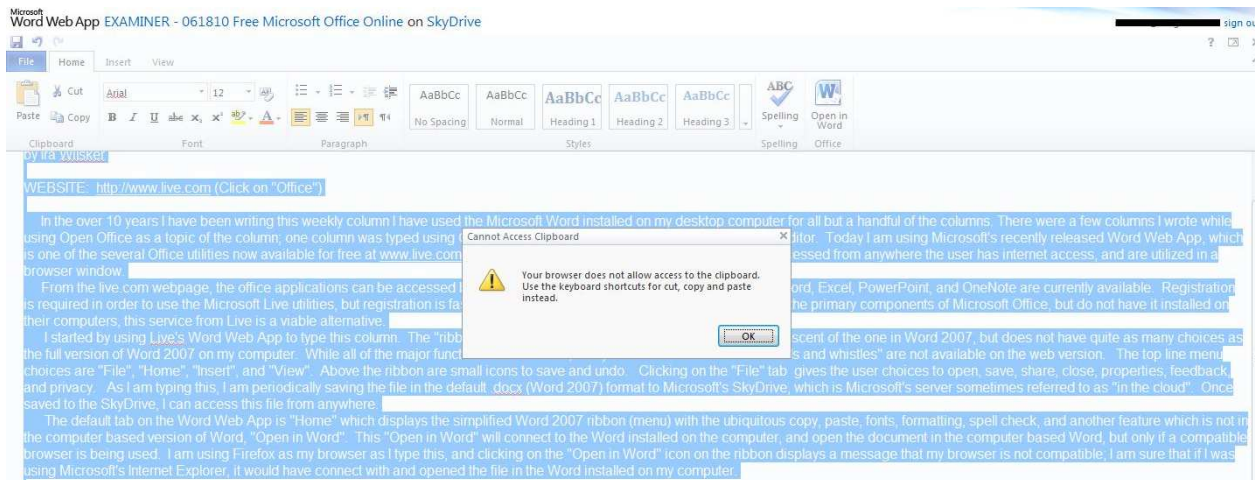 Microsoft
Word Web App EXAMINER - 061810 Free Microsoft Office Online on SkyDrive
sign ou
File Home Insert View
Paste Cut Copy
Arial 12
B I U abc x, x² ab A
AaBbCc AaBbCc AaBbCc AaBbCc AaBbCc
No Spacing Normal Heading 1 Heading 2 Heading 3
ABC Spelling
Open in Word
Clipboard Font Paragraph Styles Spelling Office
by Ira Wilsker
WEBSITE: http://www.live.com (Click on "Office")
In the over 10 years I have been writing this weekly column I have used the Microsoft Word installed on my desktop computer for all but a handful of the columns. There were a few columns I wrote while
using Open Office as a topic of the column; one column was typed using ditor. Today I am using Microsoft's recently released Word Web App, which
is one of the several Office utilities now available for free at www.live.com essed from anywhere the user has internet access, and are utilized in a
browser window.
From the live.com webpage, the office applications can be accessed ord, Excel, PowerPoint, and OneNote are currently available. Registration
is required in order to use the Microsoft Live utilities, but registration is fa the primary components of Microsoft Office, but do not have it installed on
their computers, this service from Live is a viable alternative.
I started by using Live's Word Web App to type this column. The "ribb scent of the one in Word 2007, but does not have quite as many choices as
the full version of Word 2007 on my computer. While all of the major funct s and whistles" are not available on the web version. The top line menu
choices are "File", "Home", "Insert", and "View". Above the ribbon are small icons to save and undo. Clicking on the "File" tab gives the user choices to open, save, share, close, properties, feedback,
and privacy. As I am typing this, I am periodically saving the file in the default .docx (Word 2007) format to Microsoft's SkyDrive, which is Microsoft's server sometimes referred to as "in the cloud". Once
saved to the SkyDrive, I can access this file from anywhere.
The default tab on the Word Web App is "Home" which displays the simplified Word 2007 ribbon (menu) with the ubiquitous copy, paste, fonts, formatting, spell check, and another feature which is not in
the computer based version of Word, "Open in Word". This "Open in Word" will connect to the Word installed on the computer, and open the document in the computer based Word, but only if a compatible
browser is being used. I am using Firefox as my browser as I type this, and clicking on the "Open in Word" icon on the ribbon displays a message that my browser is not compatible; I am sure that if I was
using Microsoft's Internet Explorer, it would have connect with and opened the file in the Word installed on my computer.
Cannot Access Clipboard
Your browser does not allow access to the clipboard.
Use the keyboard shortcuts for cut, copy and paste
instead.
OK